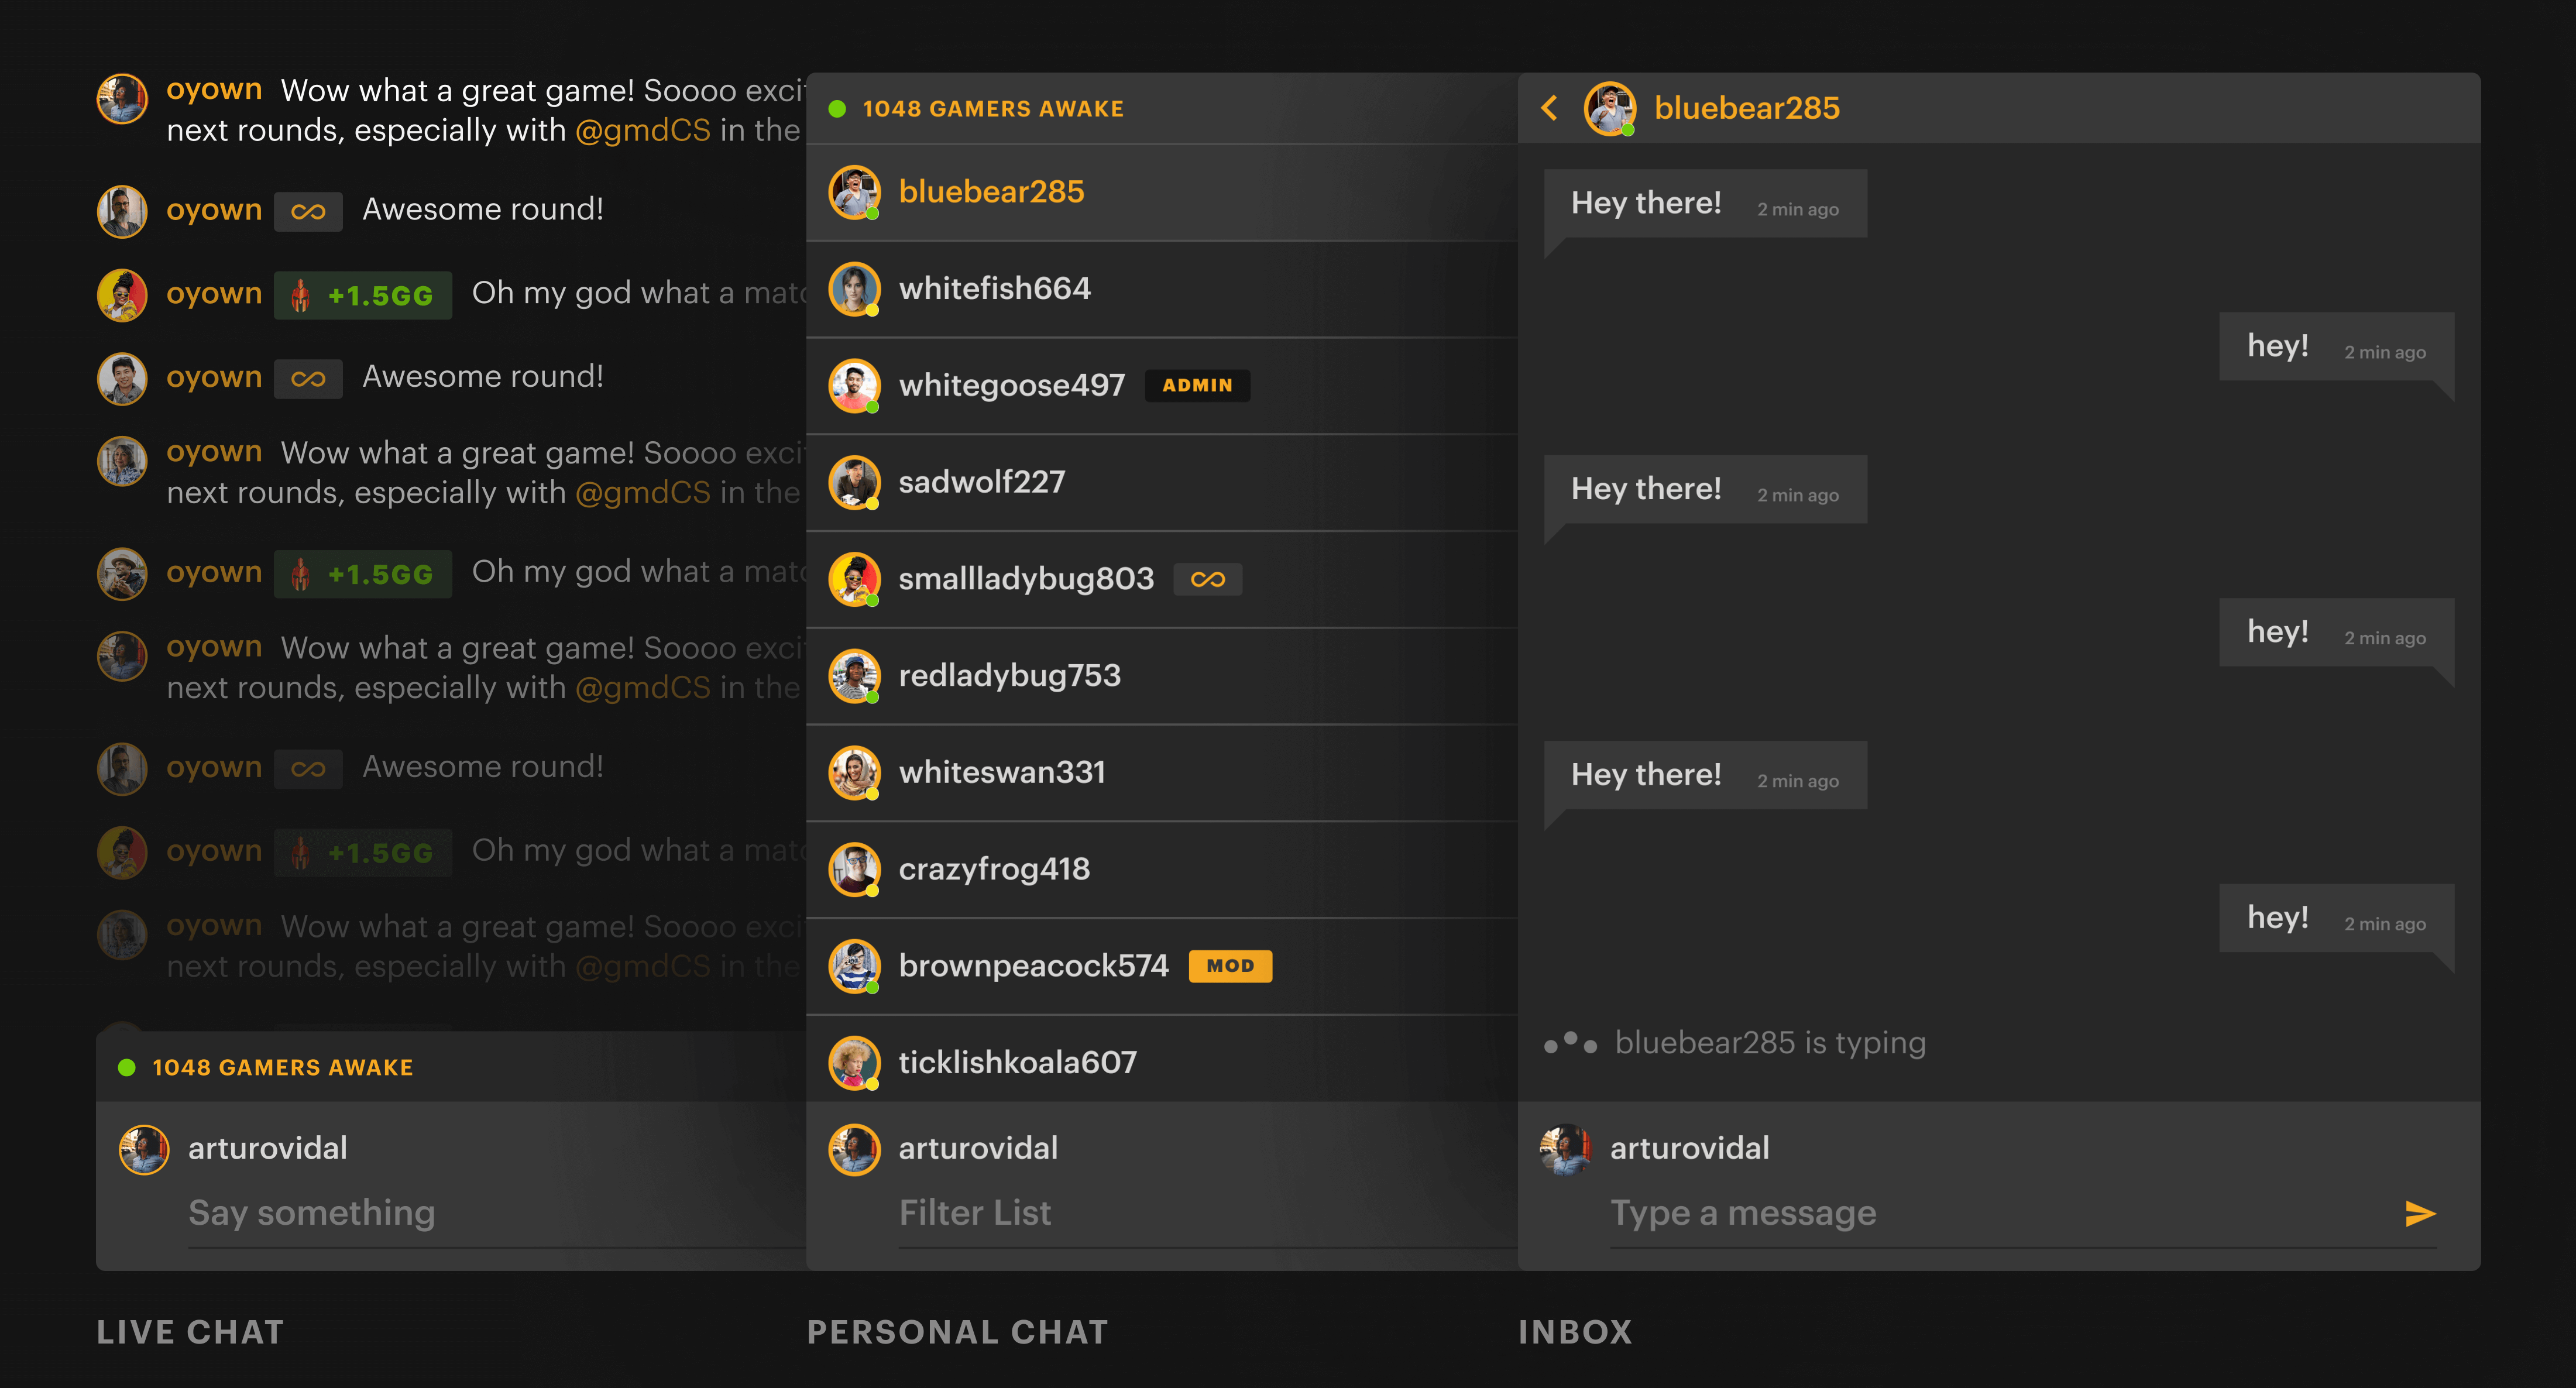 oyown Wow what a great game! Soooo exci
next rounds, especially with @gmdCS in the
oyown Awesome round!
oyown +1.5GG Oh my god what a matc
oyown Awesome round!
oyown Wow what a great game! Soooo exci
next rounds, especially with @gmdCS in the
oyown +1.5GG Oh my god what a matc
oyown Wow what a great game! Soooo exci
next rounds, especially with @gmdCS in the
oyown Awesome round!
oyown +1.5GG Oh my god what a matc
oyown Wow what a great game! Soooo exci
next rounds, especially with @gmdCS in the
1048 GAMERS AWAKE
arturovidal
Say something
LIVE CHAT
1048 GAMERS AWAKE
bluebear285
whitefish664
whitegoose497 ADMIN
sadwolf227
smallladybug803
redladybug753
whiteswan331
crazyfrog418
brownpeacock574 MOD
ticklishkoala607
arturovidal
Filter List
PERSONAL CHAT
bluebear285
Hey there! 2 min ago
hey! 2 min ago
Hey there! 2 min ago
hey! 2 min ago
Hey there! 2 min ago
hey! 2 min ago
bluebear285 is typing
arturovidal
Type a message
INBOX